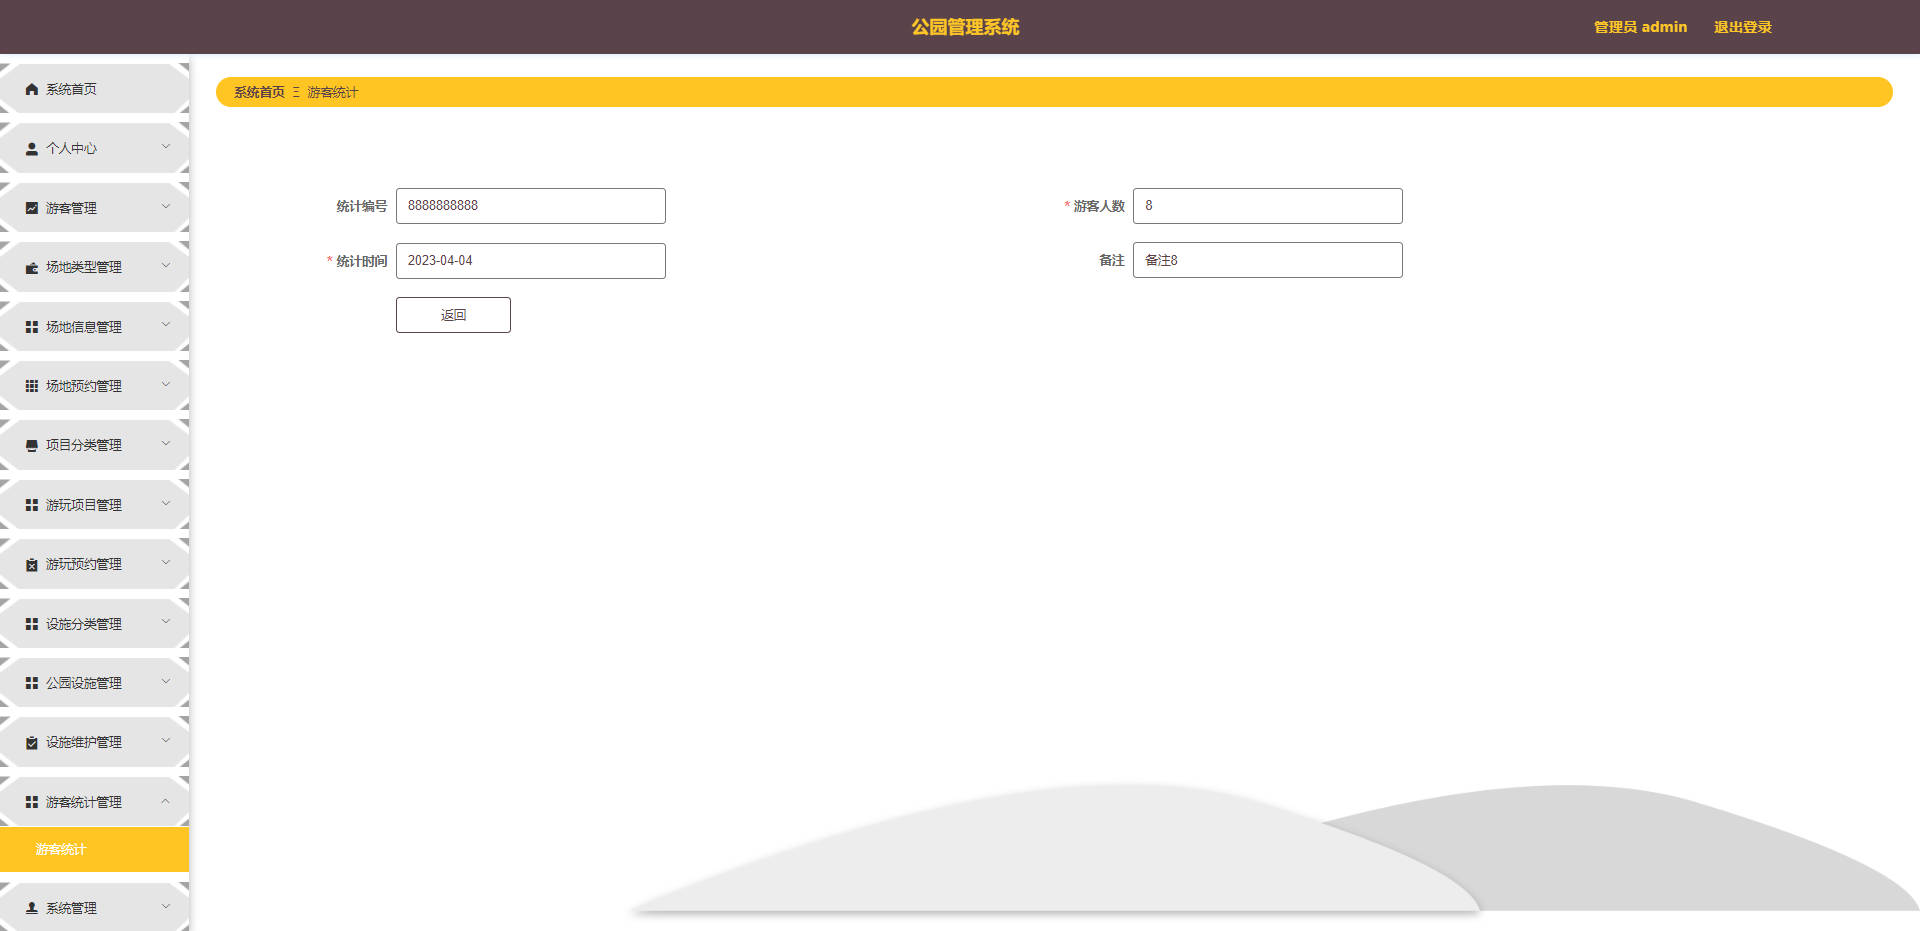 公园管理系统
管理员 admin 退出登录
系统首页
个人中心
游客管理
场地类型管理
场地信息管理
场地预约管理
项目分类管理
游玩项目管理
游玩预约管理
设施分类管理
公园设施管理
设施维护管理
游客统计管理
游客统计
系统管理
系统首页 Ξ 游客统计
统计编号 8888888888
* 游客人数 8
* 统计时间 2023-04-04
备注 备注8
返回